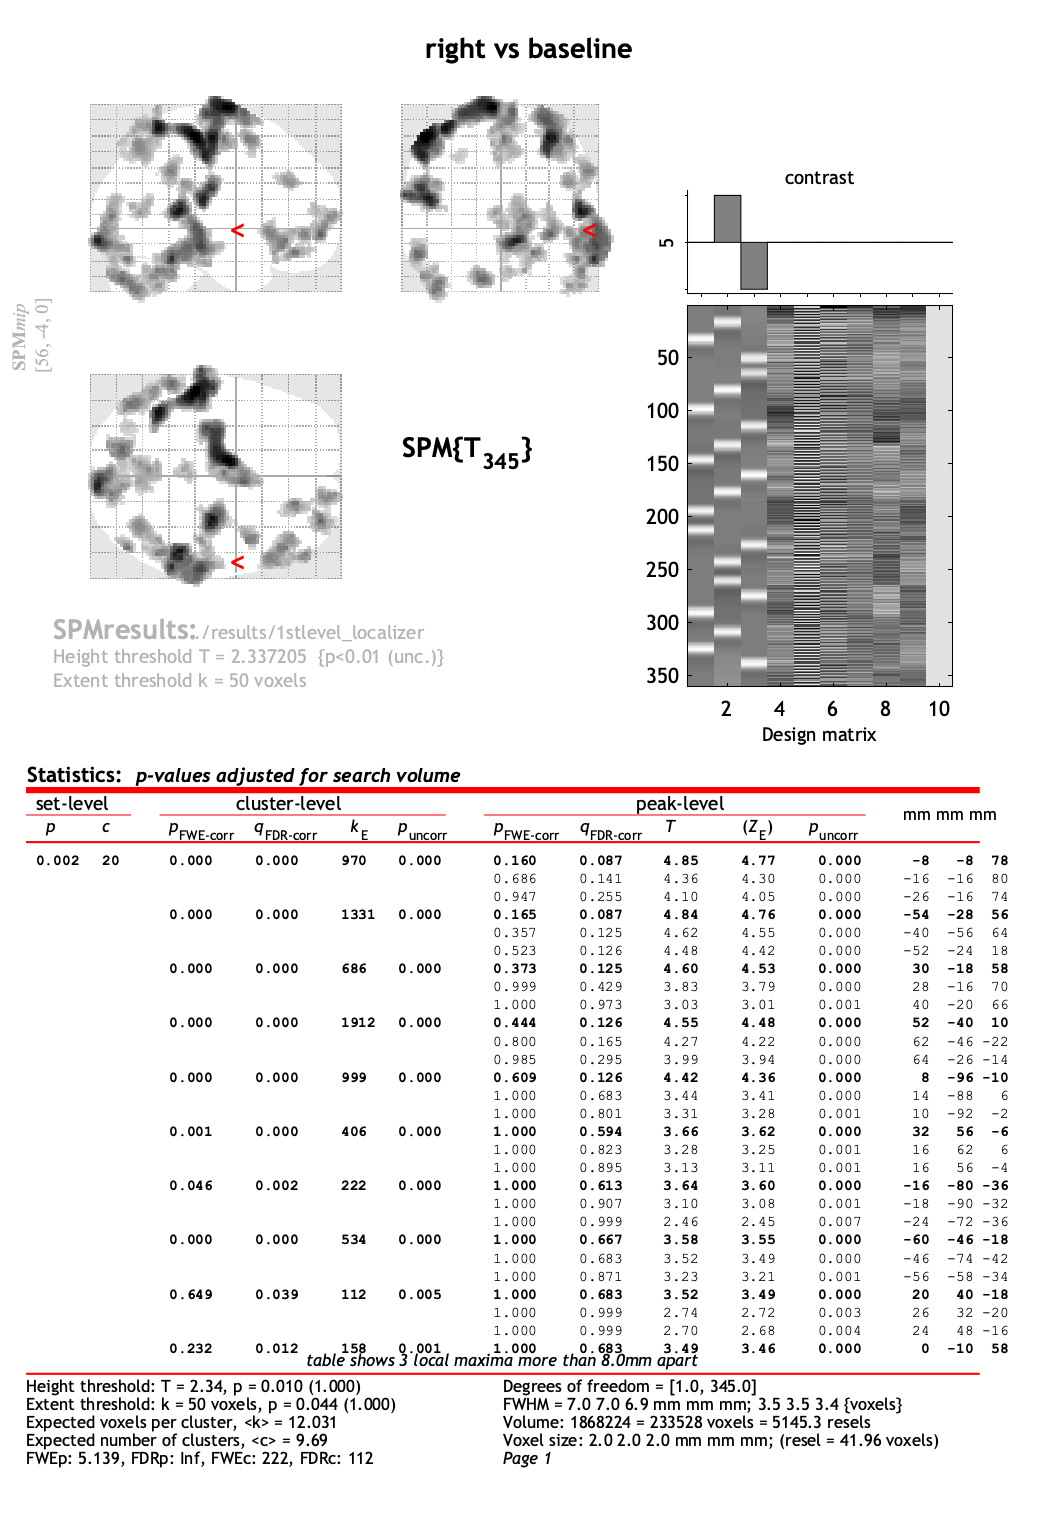 right vs baseline
<
<
SPMmip
[56, -4, 0]
<
SPM{T345}
contrast
5
50
100
150
200
250
300
350
2 4 6 8 10
Design matrix
SPMresults: ./results/1stlevel_localizer
Height threshold T = 2.337205 {p<0.01 (unc.)}
Extent threshold k = 50 voxels
Statistics: p-values adjusted for search volume
set-level cluster-level peak-level mm mm mm
p c pFWE-corr qFDR-corr kE puncorr pFWE-corr qFDR-corr T (ZE) puncorr
0.002 20 0.000 0.000 970 0.000 0.160 0.087 4.85 4.77 0.000 -8 -8 78
0.686 0.141 4.36 4.30 0.000 -16 -16 80
0.947 0.255 4.10 4.05 0.000 -26 -16 74
0.000 0.000 1331 0.000 0.165 0.087 4.84 4.76 0.000 -54 -28 56
0.357 0.125 4.62 4.55 0.000 -40 -56 64
0.523 0.126 4.48 4.42 0.000 -52 -24 18
0.000 0.000 686 0.000 0.373 0.125 4.60 4.53 0.000 30 -18 58
0.999 0.429 3.83 3.79 0.000 28 -16 70
1.000 0.973 3.03 3.01 0.001 40 -20 66
0.000 0.000 1912 0.000 0.444 0.126 4.55 4.48 0.000 52 -40 10
0.800 0.165 4.27 4.22 0.000 62 -46 -22
0.985 0.295 3.99 3.94 0.000 64 -26 -14
0.000 0.000 999 0.000 0.609 0.126 4.42 4.36 0.000 8 -96 -10
1.000 0.683 3.44 3.41 0.000 14 -88 6
1.000 0.801 3.31 3.28 0.001 10 -92 -2
0.001 0.000 406 0.000 1.000 0.594 3.66 3.62 0.000 32 56 -6
1.000 0.823 3.28 3.25 0.001 16 62 6
1.000 0.895 3.13 3.11 0.001 16 56 -4
0.046 0.002 222 0.000 1.000 0.613 3.64 3.60 0.000 -16 -80 -36
1.000 0.907 3.10 3.08 0.001 -18 -90 -32
1.000 0.999 2.46 2.45 0.007 -24 -72 -36
0.000 0.000 534 0.000 1.000 0.667 3.58 3.55 0.000 -60 -46 -18
1.000 0.683 3.52 3.49 0.000 -46 -74 -42
1.000 0.871 3.23 3.21 0.001 -56 -58 -34
0.649 0.039 112 0.005 1.000 0.683 3.52 3.49 0.000 20 40 -18
1.000 0.999 2.74 2.72 0.003 26 32 -20
1.000 0.999 2.70 2.68 0.004 24 48 -16
0.232 0.012 158 0.001 1.000 0.683 3.49 3.46 0.000 0 -10 58
table shows 3 local maxima more than 8.0mm apart
Height threshold: T = 2.34, p = 0.010 (1.000)
Extent threshold: k = 50 voxels, p = 0.044 (1.000)
Expected voxels per cluster, <k> = 12.031
Expected number of clusters, <c> = 9.69
FWEp: 5.139, FDRp: Inf, FWEc: 222, FDRc: 112
Degrees of freedom = [1.0, 345.0]
FWHM = 7.0 7.0 6.9 mm mm mm; 3.5 3.5 3.4 {voxels}
Volume: 1868224 = 233528 voxels = 5145.3 resels
Voxel size: 2.0 2.0 2.0 mm mm mm; (resel = 41.96 voxels)
Page 1